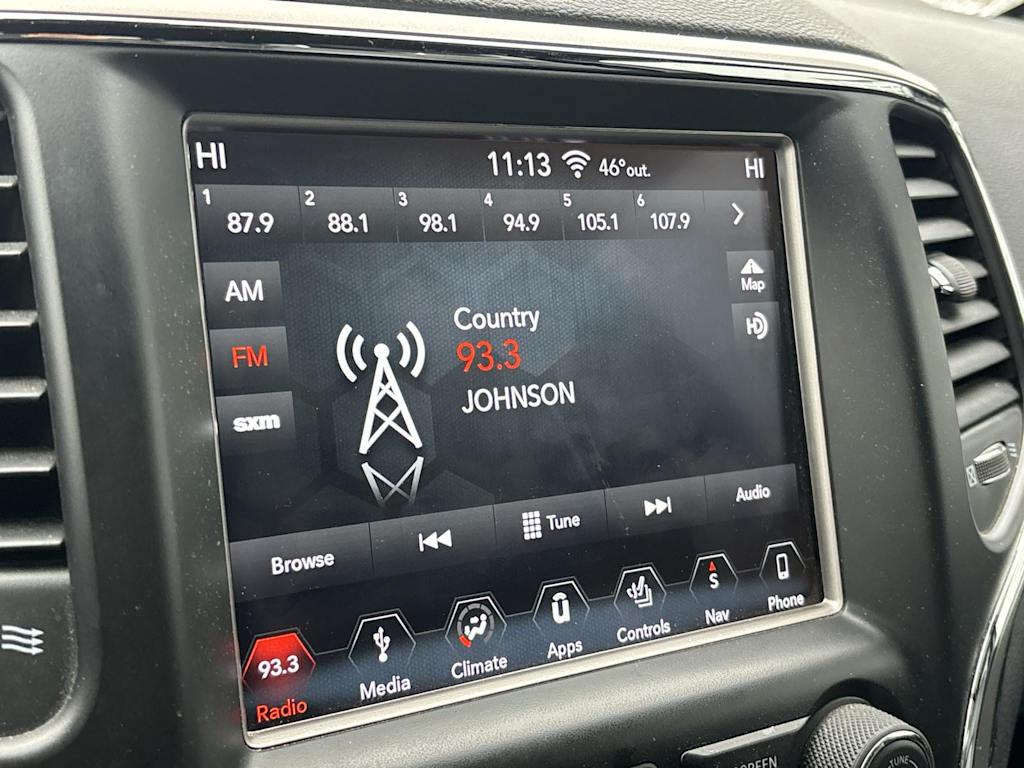 HI 11:13 46° out. HI
1 2 3 4 5 6
87.9 88.1 98.1 94.9 105.1 107.9
AM
Map
HD
Country
FM 93.3
JOHNSON
sxm
Browse Tune Audio
93.3
S
Radio Media Climate Apps Controls Nav Phone
TUNE